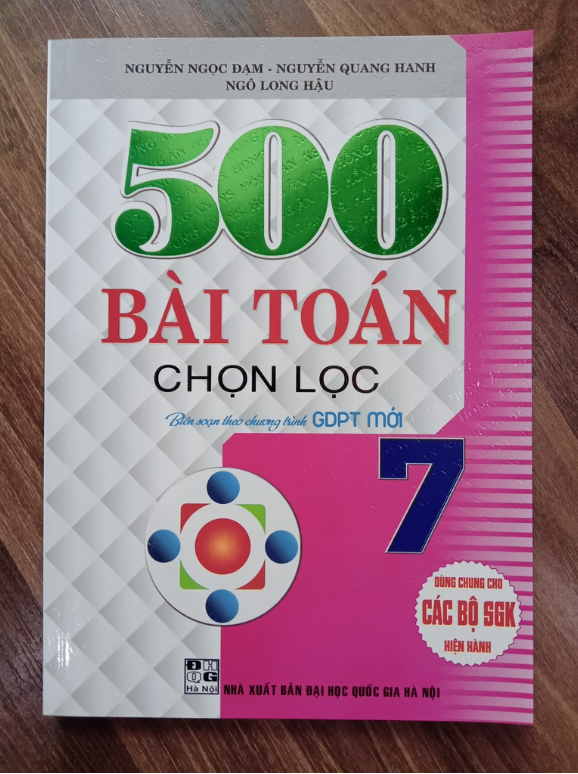 NGUYỄN NGỌC ĐẠM - NGUYỄN QUANG HANH
NGÔ LONG HẬU
500
BÀI TOÁN
CHỌN LỌC
Biên soạn theo chương trình GDPT MỚI
7
DÙNG CHUNG CHO
CÁC BỘ SGK
HIỆN HÀNH
ĐHQG
Hà Nội
NHÀ XUẤT BẢN ĐẠI HỌC QUỐC GIA HÀ NỘI